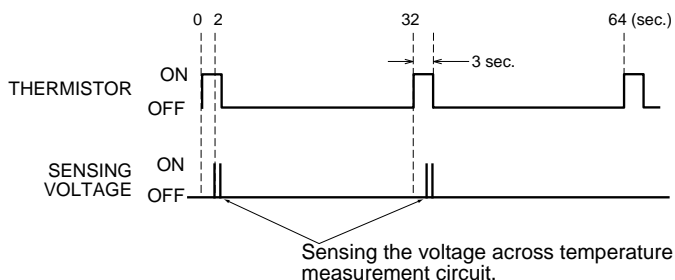 0 2 32 64 (sec.)
3 sec.
ON
THERMISTOR
OFF
ON
SENSING
VOLTAGE
OFF
Sensing the voltage across temperature
measurement circuit.